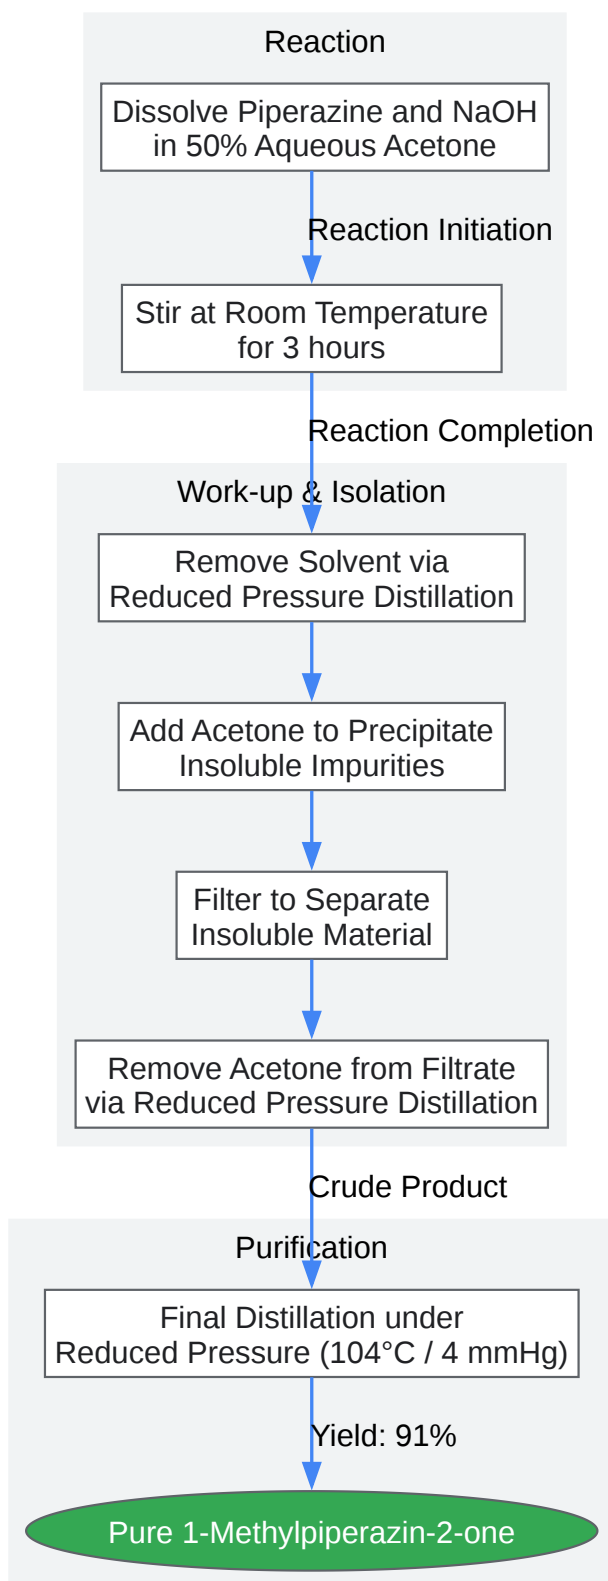 Reaction
Dissolve Piperazine and NaOH
in 50% Aqueous Acetone
Reaction Initiation
Stir at Room Temperature
for 3 hours
Reaction Completion
Work-up & Isolation
Remove Solvent via
Reduced Pressure Distillation
Add Acetone to Precipitate
Insoluble Impurities
Filter to Separate
Insoluble Material
Remove Acetone from Filtrate
via Reduced Pressure Distillation
Crude Product
Purification
Final Distillation under
Reduced Pressure (104°C / 4 mmHg)
Yield: 91%
Pure 1-Methylpiperazin-2-one